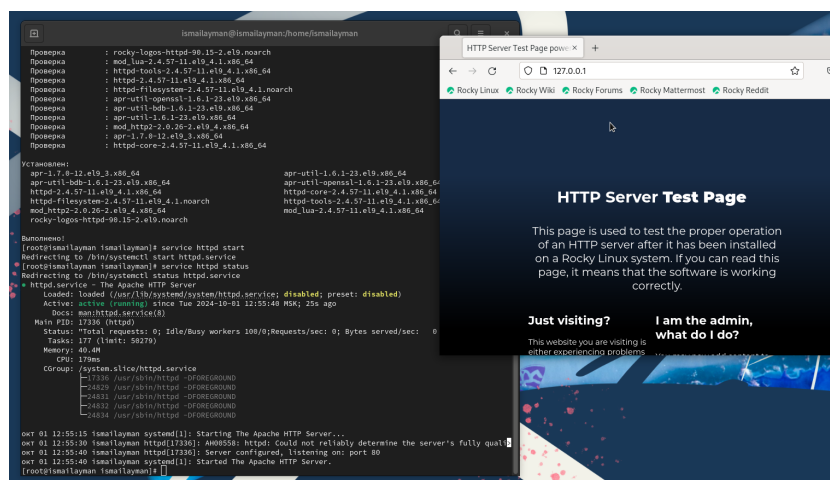 ismailayman@ismailayman:/home/ismailayman
Проверка : rocky-logos-httpd-90.15-2.el9.noarch
Проверка : mod_lua-2.4.57-11.el9_4.1.x86_64
Проверка : httpd-tools-2.4.57-11.el9_4.1.x86_64
Проверка : httpd-2.4.57-11.el9_4.1.x86_64
Проверка : httpd-filesystem-2.4.57-11.el9_4.1.noarch
Проверка : apr-util-openssl-1.6.1-23.el9.x86_64
Проверка : apr-util-bdb-1.6.1-23.el9.x86_64
Проверка : apr-util-1.6.1-23.el9.x86_64
Проверка : mod_http2-2.0.26-2.el9_4.x86_64
Проверка : apr-1.7.0-12.el9_3.x86_64
Проверка : httpd-core-2.4.57-11.el9_4.1.x86_64
Установлен:
apr-1.7.0-12.el9_3.x86_64 apr-util-1.6.1-23.el9.x86_64
apr-util-bdb-1.6.1-23.el9.x86_64 apr-util-openssl-1.6.1-23.el9.x86_64
httpd-2.4.57-11.el9_4.1.x86_64 httpd-core-2.4.57-11.el9_4.1.x86_64
httpd-filesystem-2.4.57-11.el9_4.1.noarch httpd-tools-2.4.57-11.el9_4.1.x86_64
mod_http2-2.0.26-2.el9_4.x86_64 mod_lua-2.4.57-11.el9_4.1.x86_64
rocky-logos-httpd-90.15-2.el9.noarch
Выполнено!
[root@ismailayman ismailayman]# service httpd start
Redirecting to /bin/systemctl start httpd.service
[root@ismailayman ismailayman]# service httpd status
Redirecting to /bin/systemctl status httpd.service
● httpd.service - The Apache HTTP Server
Loaded: loaded (/usr/lib/systemd/system/httpd.service; disabled; preset: disabled)
Active: active (running) since Tue 2024-10-01 12:55:40 MSK; 25s ago
Docs: man:httpd.service(8)
Main PID: 17336 (httpd)
Status: "Total requests: 0; Idle/Busy workers 100/0;Requests/sec: 0; Bytes served/sec: 0
Tasks: 177 (limit: 50279)
Memory: 40.4M
CPU: 179ms
CGroup: /system.slice/httpd.service
├─17336 /usr/sbin/httpd -DFOREGROUND
├─24829 /usr/sbin/httpd -DFOREGROUND
├─24831 /usr/sbin/httpd -DFOREGROUND
├─24832 /usr/sbin/httpd -DFOREGROUND
└─24834 /usr/sbin/httpd -DFOREGROUND
окт 01 12:55:15 ismailayman systemd[1]: Starting The Apache HTTP Server...
окт 01 12:55:30 ismailayman httpd[17336]: AH00558: httpd: Could not reliably determine the server's fully quali>
окт 01 12:55:40 ismailayman httpd[17336]: Server configured, listening on: port 80
окт 01 12:55:40 ismailayman systemd[1]: Started The Apache HTTP Server.
[root@ismailayman ismailayman]#
HTTP Server Test Page powe
127.0.0.1
Rocky Linux Rocky Wiki Rocky Forums Rocky Mattermost Rocky Reddit
HTTP Server Test Page
This page is used to test the proper operation
of an HTTP server after it has been installed
on a Rocky Linux system. If you can read this
page, it means that the software is working
correctly.
Just visiting?
This website you are visiting is
either experiencing problems
I am the admin,
what do I do?